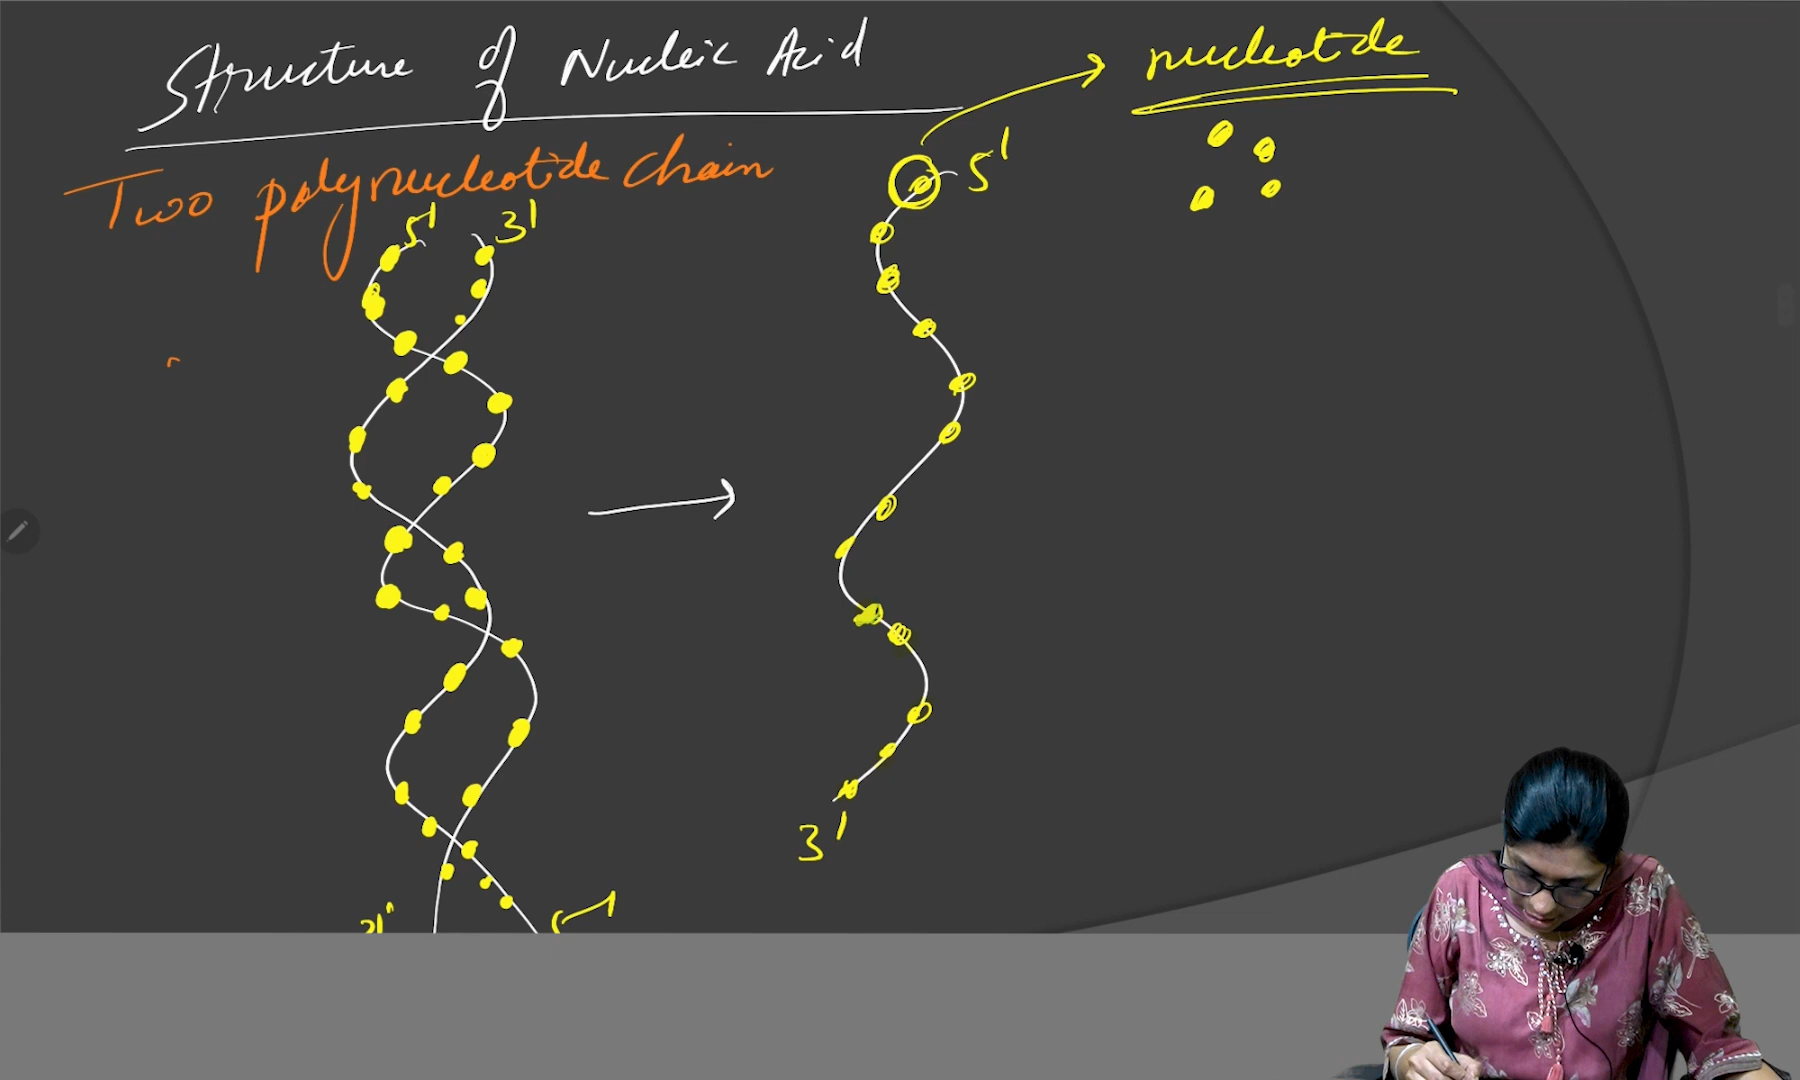 Structure of Nucleic Acid
nucleotide
Two polynucleotide chain
5' 3'
5'
3'